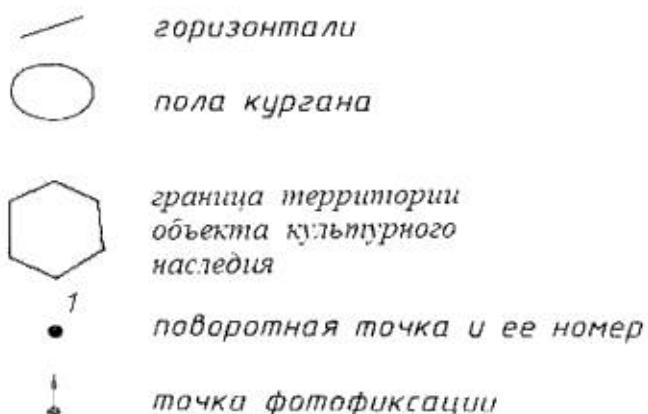 горизонтали
пола кургана
граница территории
объекта культурного
наследия
1
поворотная точка и ее номер
точка фотофиксации